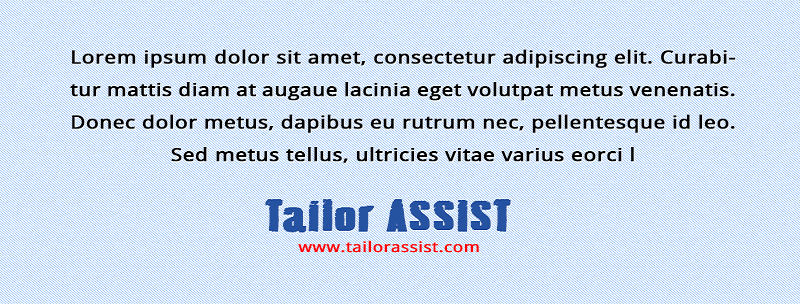 Lorem ipsum dolor sit amet, consectetur adipiscing elit. Curabi-
tur mattis diam at augaue lacinia eget volutpat metus venenatis.
Donec dolor metus, dapibus eu rutrum nec, pellentesque id leo.
Sed metus tellus, ultricies vitae varius eorci l
Tailor ASSIST
www.tailorassist.com